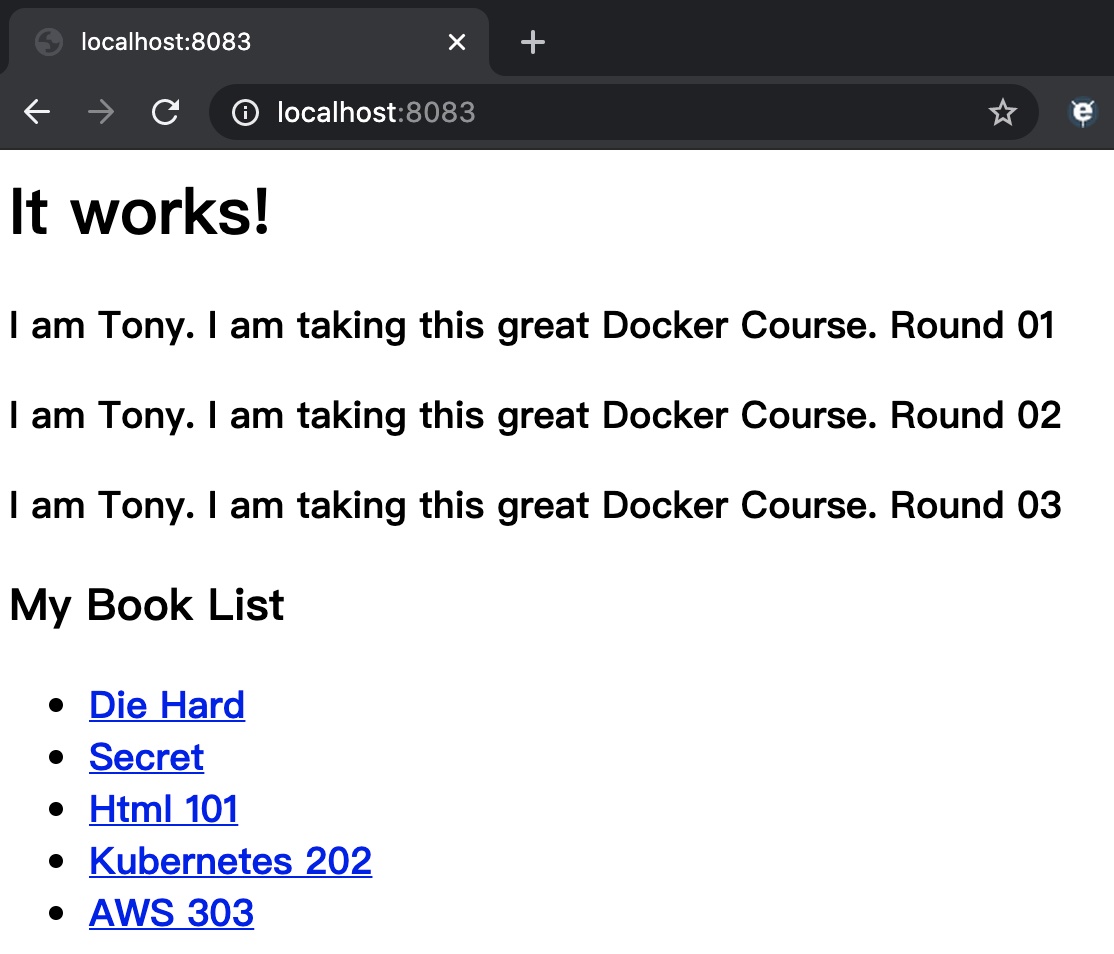 localhost:8083
localhost:8083
It works!
I am Tony. I am taking this great Docker Course. Round 01
I am Tony. I am taking this great Docker Course. Round 02
I am Tony. I am taking this great Docker Course. Round 03
My Book List
Die Hard
Secret
Html 101
Kubernetes 202
AWS 303